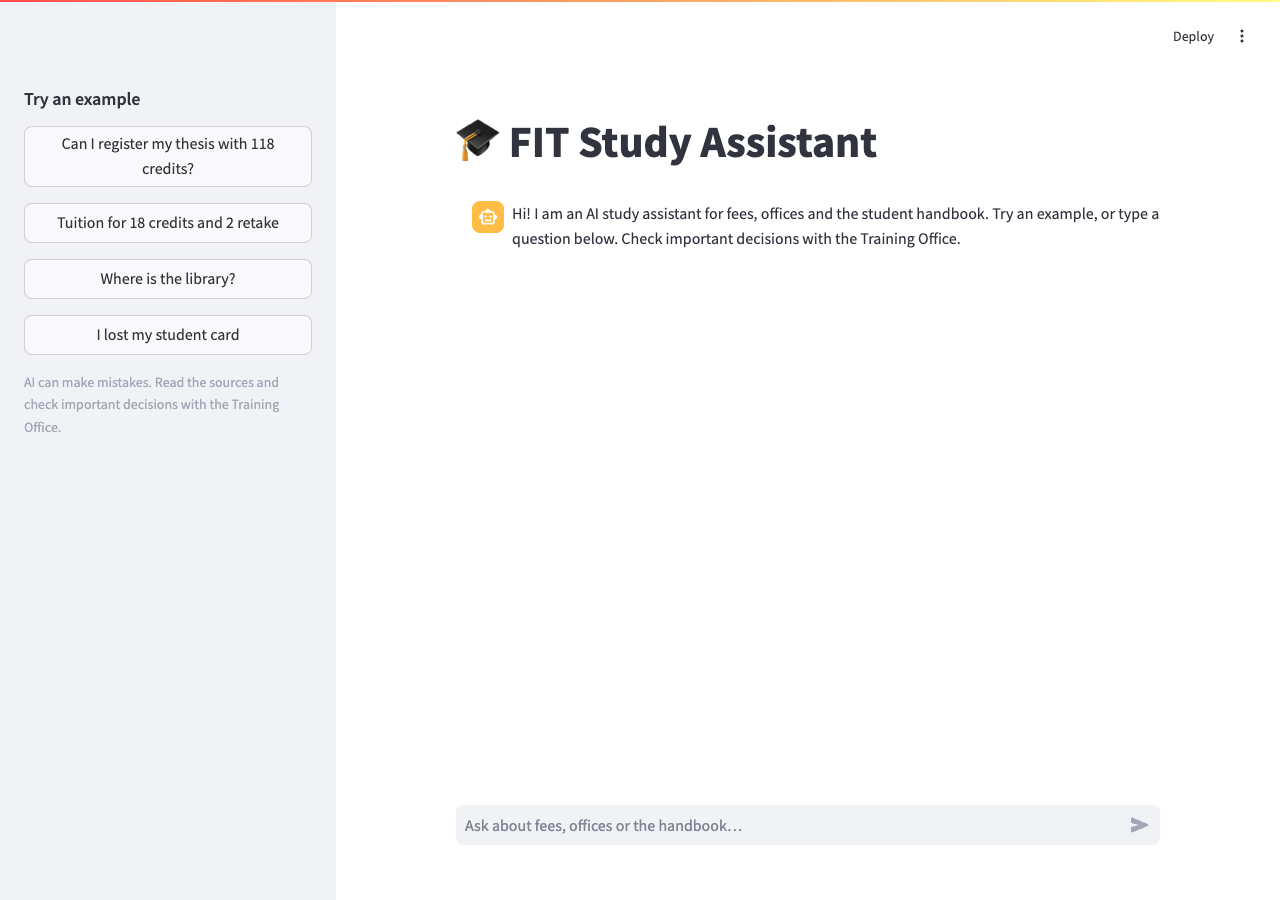 Deploy
Try an example
Can I register my thesis with 118
credits?
Tuition for 18 credits and 2 retake
Where is the library?
I lost my student card
AI can make mistakes. Read the sources and
check important decisions with the Training
Office.
FIT Study Assistant
Hi! I am an AI study assistant for fees, offices and the student handbook. Try an example, or type a
question below. Check important decisions with the Training Office.
Ask about fees, offices or the handbook…